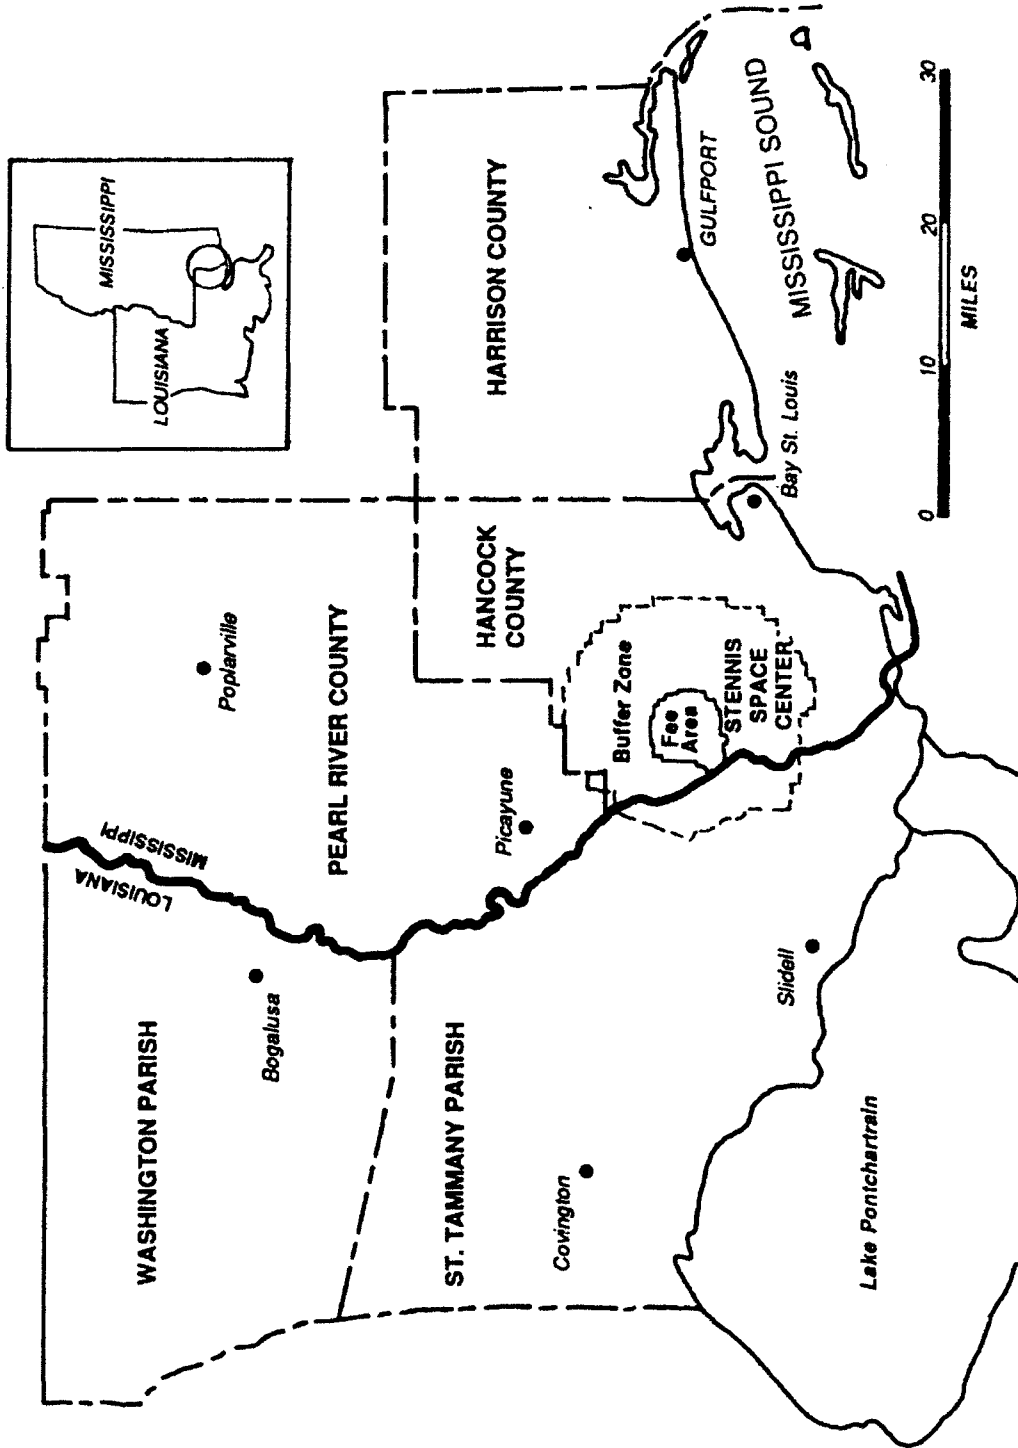 MISSISSIPPI
LOUISIANA
WASHINGTON PARISH
Bogalusa
LOUISIANA
MISSISSIPPI
Poplarville
PEARL RIVER COUNTY
ST. TAMMANY PARISH
Covington
Picayune
HANCOCK
COUNTY
HARRISON COUNTY
Buffer Zone
Fee
Area
STENNIS
SPACE
CENTER
Slidell
Lake Pontchartrain
Bay St. Louis
GULFPORT
MISSISSIPPI SOUND
0
10
20
30
MILES